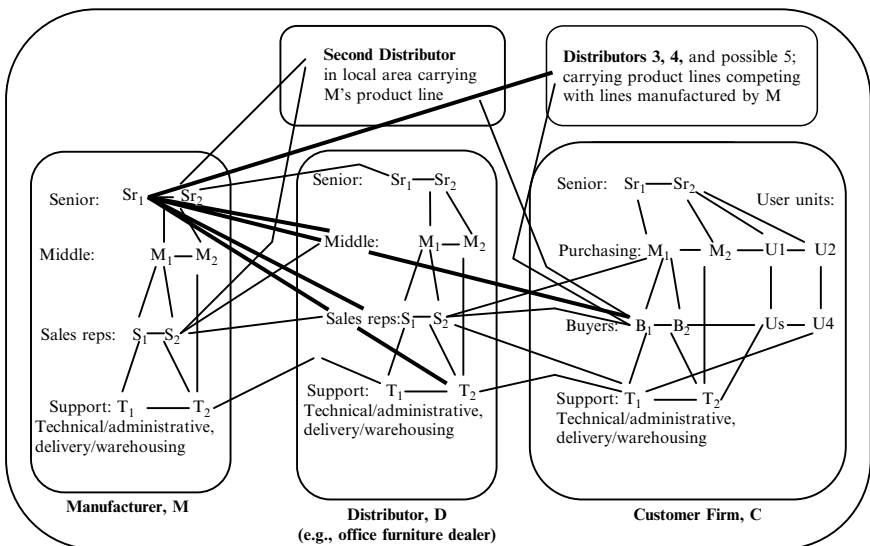 Second Distributor
in local area carrying
M's product line
Distributors 3, 4, and possible 5;
carrying product lines competing
with lines manufactured by M
Senior: Sr1 Sr2
Middle: M1 M2
Sales reps: S1 S2
Support: T1 T2
Technical/administrative,
delivery/warehousing
Manufacturer, M
Senior: Sr1 Sr2
Middle: M1 M2
Sales reps: S1 S2
Support: T1 T2
Technical/administrative,
delivery/warehousing
Distributor, D
(e.g., office furniture dealer)
Senior: Sr1 Sr2 User units:
Purchasing: M1 M2 U1 U2
Buyers: B1 B2 Us U4
Support: T1 T2
Technical/administrative,
delivery/warehousing
Customer Firm, C